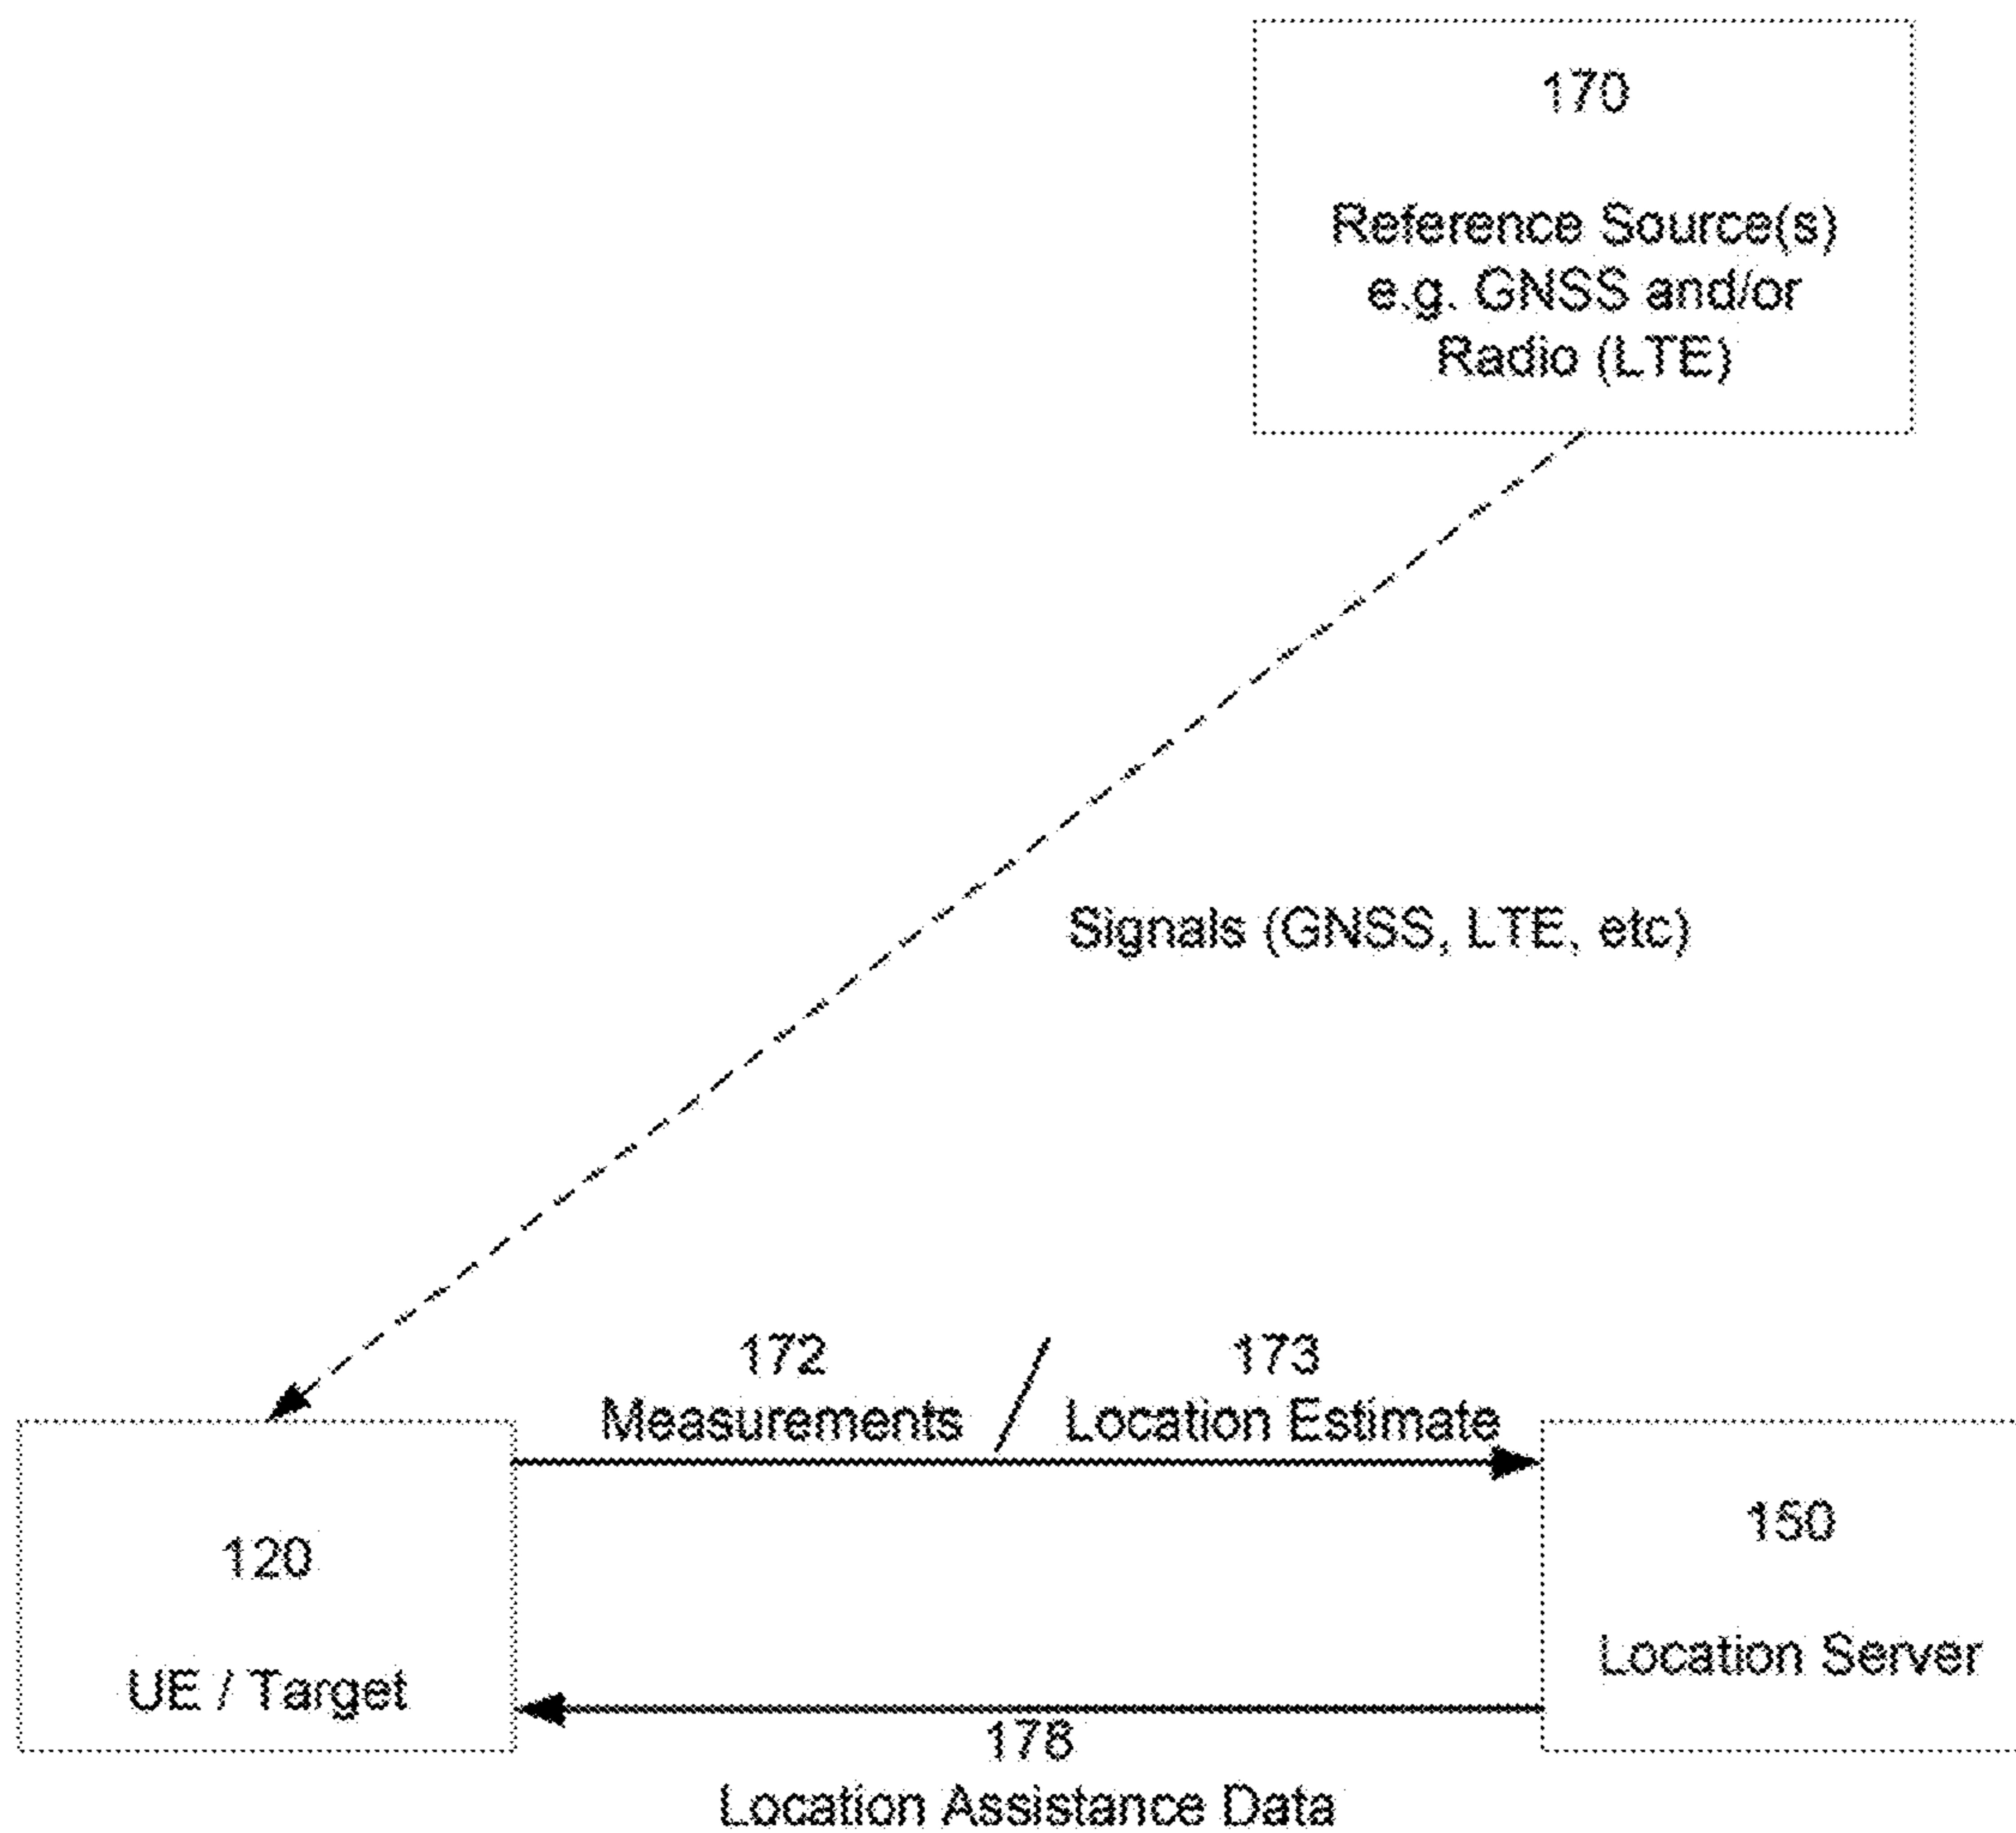 170
Reference Source(s)
e.g. GNSS and/or
Radio (LTE)
Signals (GNSS, LTE, etc)
172
Measurements
/
173
Location Estimate
120
UE / Target
150
Location Server
178
Location Assistance Data